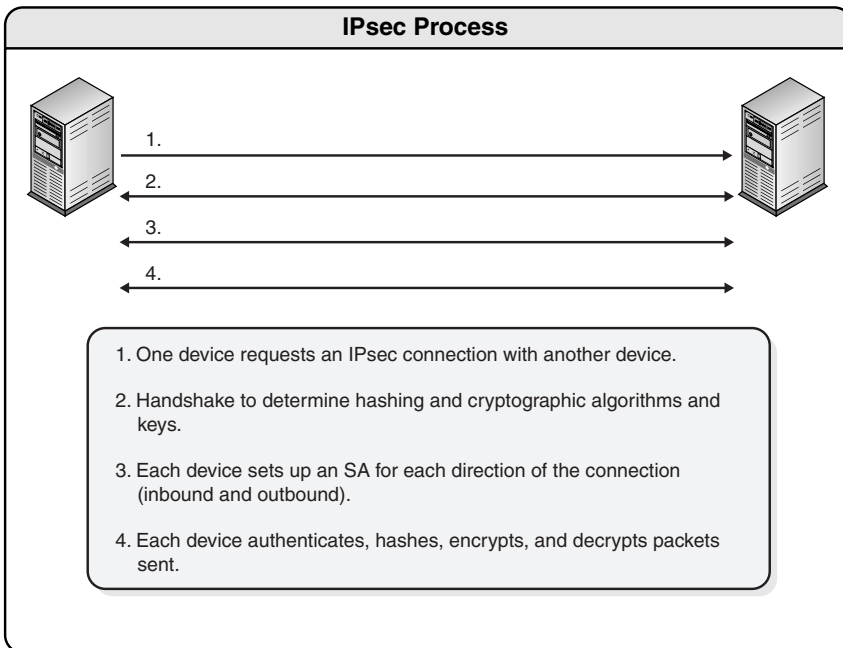 IPsec Process
1.
2.
3.
4.
1. One device requests an IPsec connection with another device.
2. Handshake to determine hashing and cryptographic algorithms and
keys.
3. Each device sets up an SA for each direction of the connection
(inbound and outbound).
4. Each device authenticates, hashes, encrypts, and decrypts packets
sent.